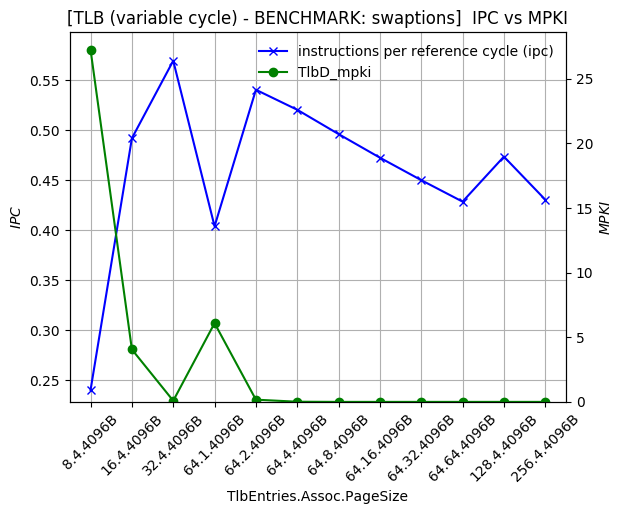 [TLB (variable cycle) - BENCHMARK: swaptions]  IPC vs MPKI
instructions per reference cycle (ipc)
TlbD_mpki
0.55
0.50
0.45
0.40
0.35
0.30
0.25
IPC
25
20
15
10
5
0
MPKI
8.4.4096B
16.4.4096B
32.4.4096B
64.1.4096B
64.2.4096B
64.4.4096B
64.8.4096B
64.16.4096B
64.32.4096B
64.64.4096B
128.4.4096B
256.4.4096B
TlbEntries.Assoc.PageSize